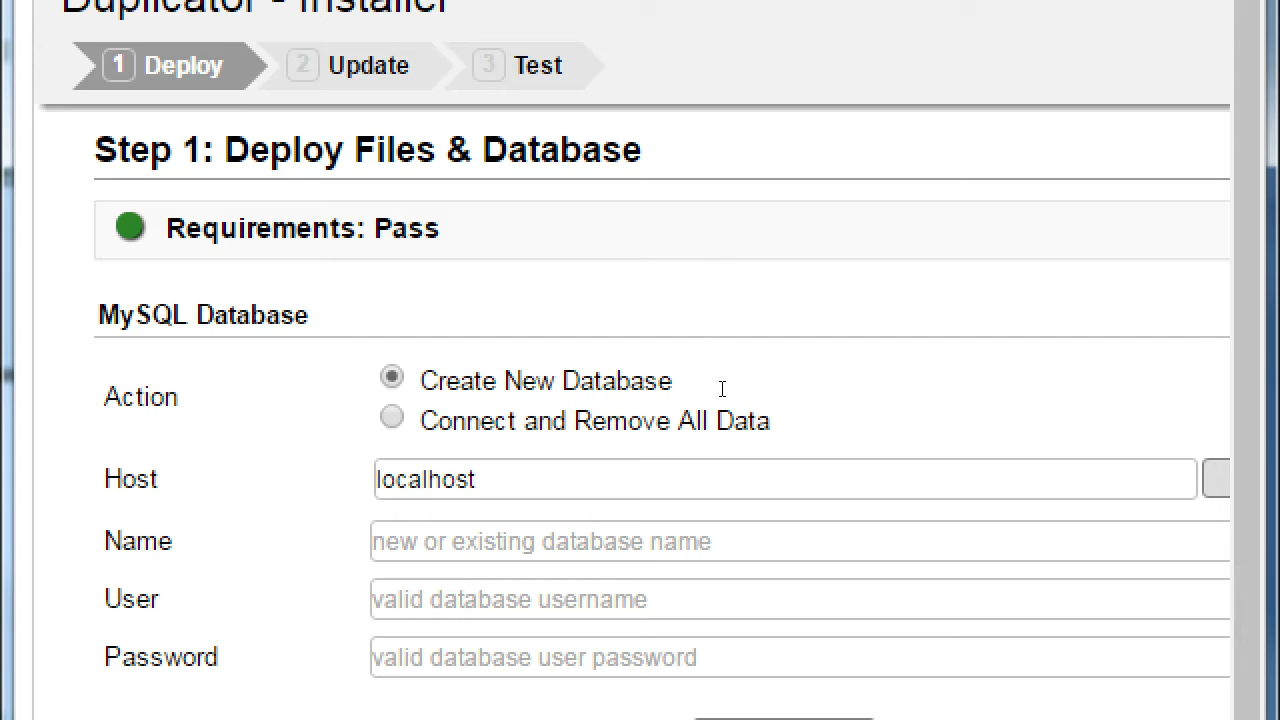 Duplicator - Installer
1 Deploy 2 Update 3 Test
Step 1: Deploy Files & Database
Requirements: Pass
MySQL Database
Action
Create New Database
Connect and Remove All Data
Host localhost
Name new or existing database name
User valid database username
Password valid database user password